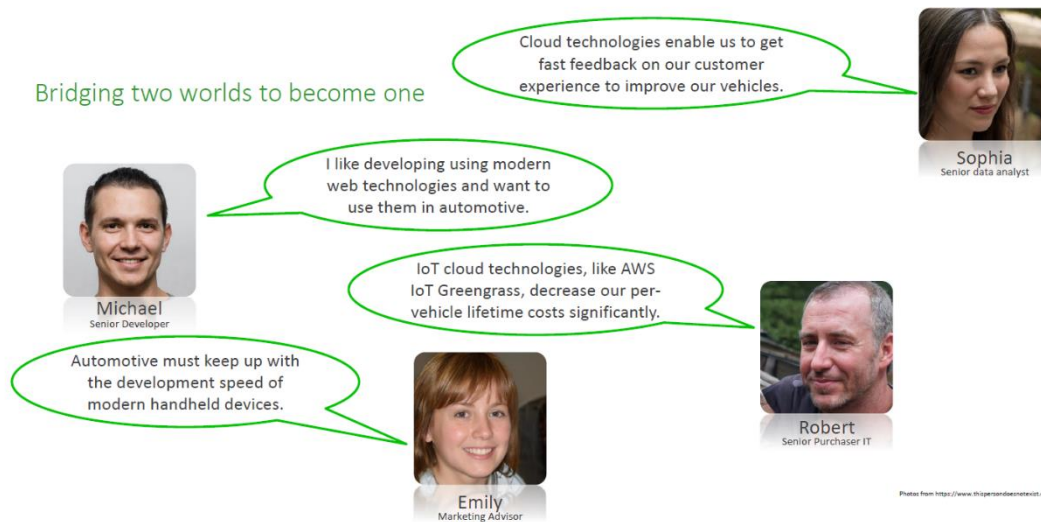 Cloud technologies enable us to get
fast feedback on our customer
experience to improve our vehicles.
Bridging two worlds to become one
Sophia
Senior data analyst
I like developing using modern
web technologies and want to
use them in automotive.
Michael
Senior Developer
IoT cloud technologies, like AWS
IoT Greengrass, decrease our per-
vehicle lifetime costs significantly.
Robert
Senior Purchaser IT
Automotive must keep up with
the development speed of
modern handheld devices.
Emily
Marketing Advisor
Photos from